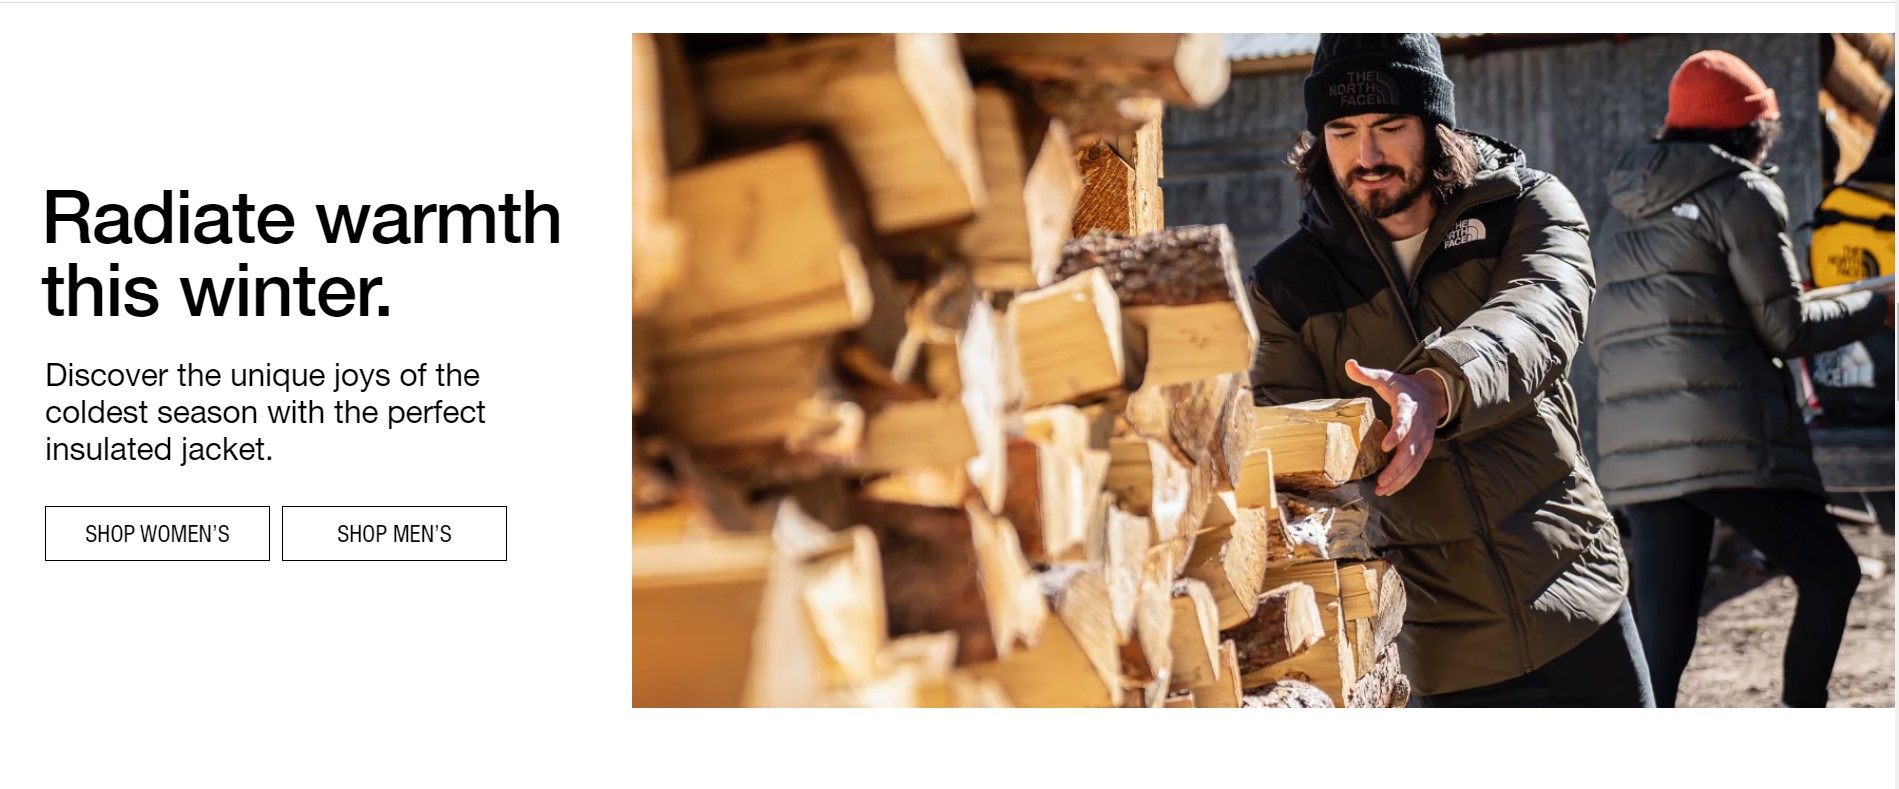 Radiate warmth
this winter.
Discover the unique joys of the
coldest season with the perfect
insulated jacket.
SHOP WOMEN’S
SHOP MEN’S
THE
NORTH
FACE
THE
NORTH
FACE
THE
NORTH
FACE